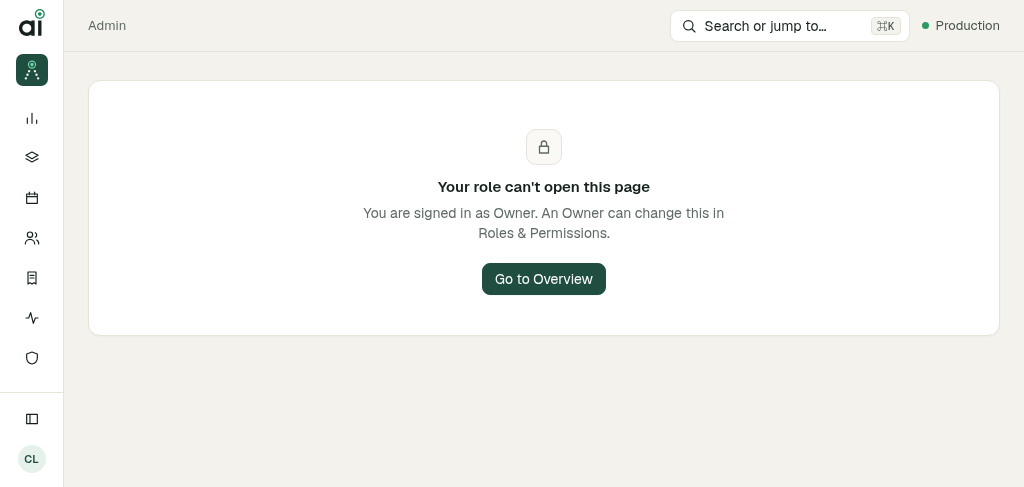 ai
Admin
Search or jump to...
⌘K
Production
Your role can't open this page
You are signed in as Owner. An Owner can change this in
Roles & Permissions.
Go to Overview
CL